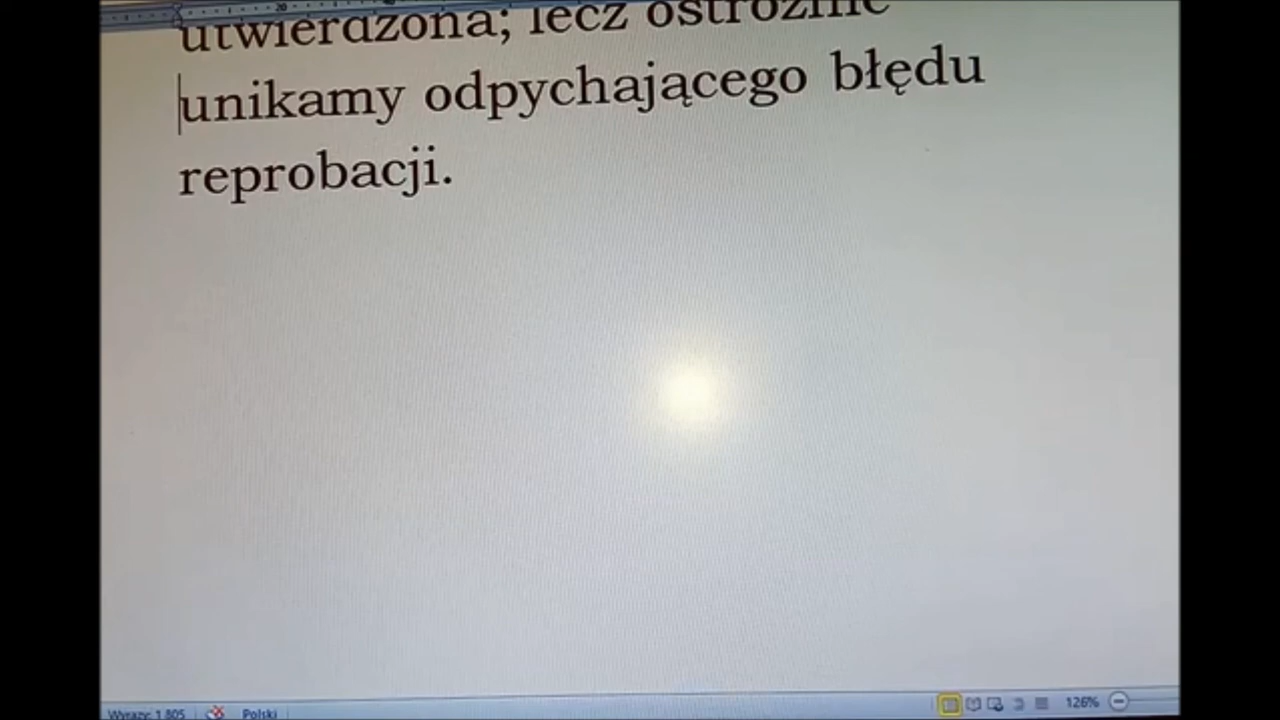 utwierdzona; lecz ostrożnie
unikamy odpychającego błędu
reprobacji.
Wyrazy: 1 805 Polski 126%